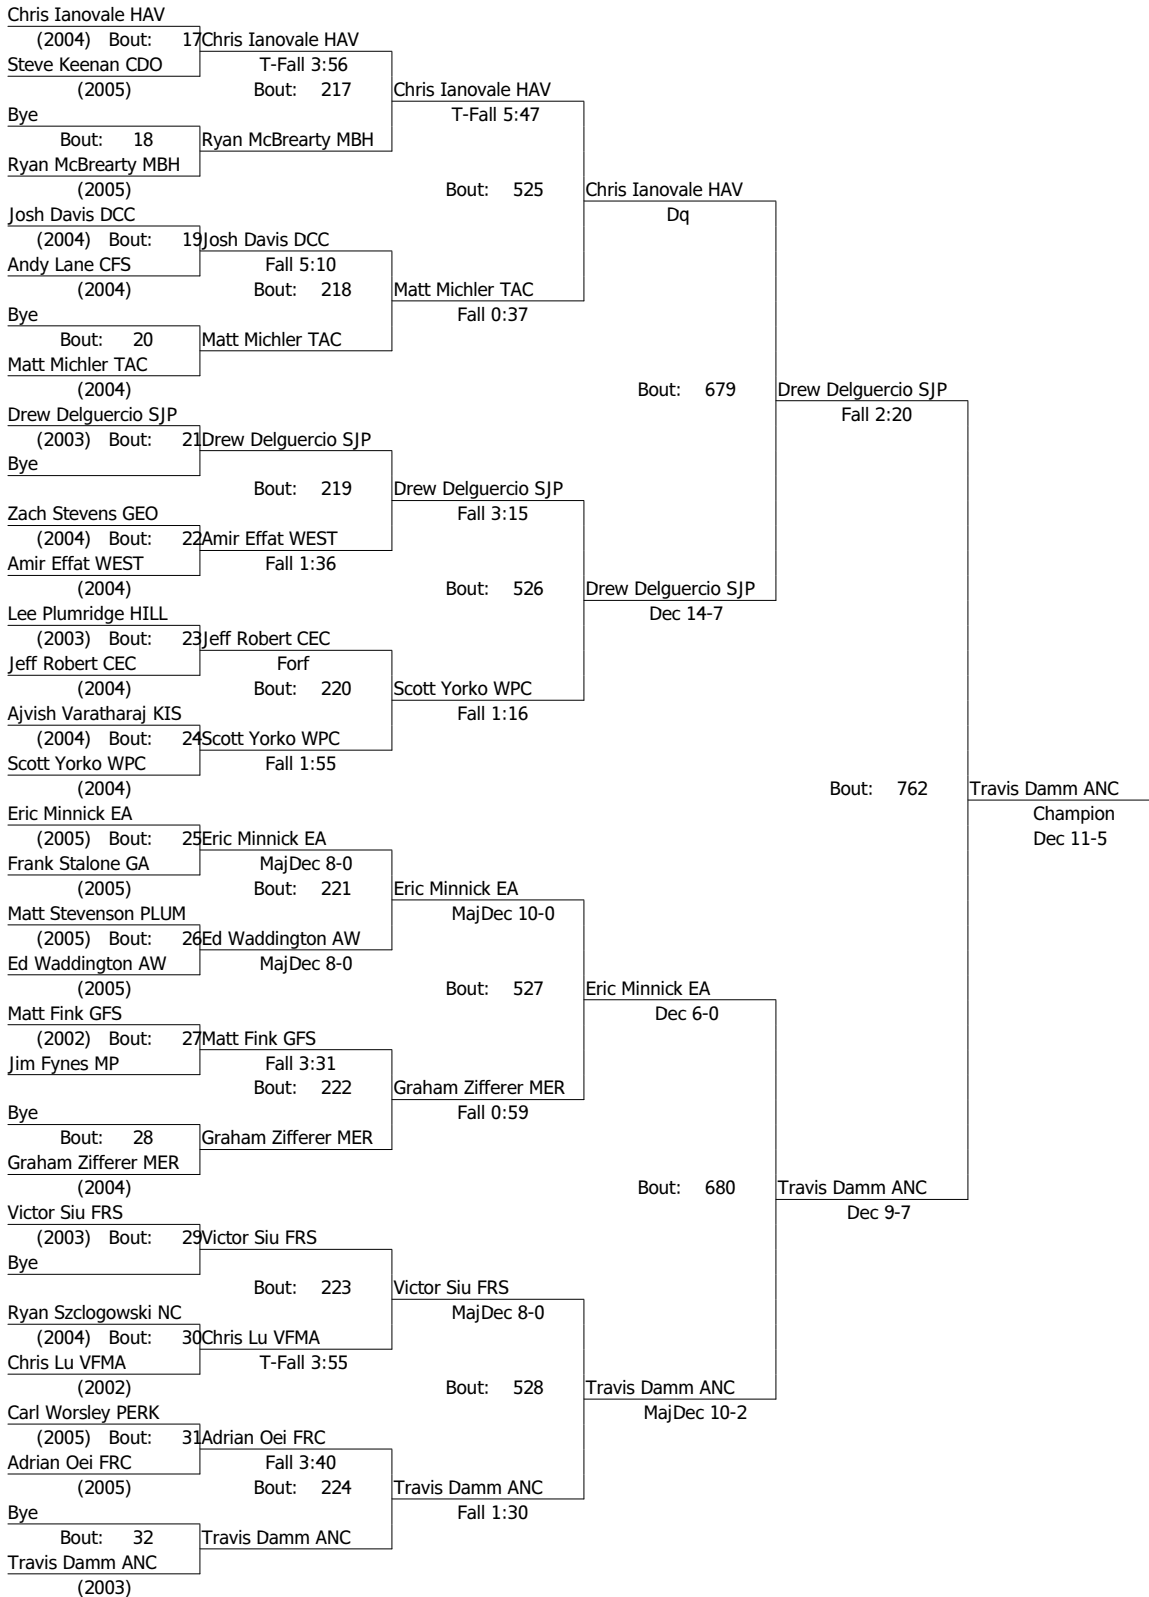 Chris Ianovale HAV
(2004) Bout: 17 Chris Ianovale HAV
Steve Keenan CDO T-Fall 3:56
(2005) Bout: 217 Chris Ianovale HAV
Bye T-Fall 5:47
Bout: 18 Ryan McBrearty MBH
Ryan McBrearty MBH
(2005) Bout: 525 Chris Ianovale HAV
Josh Davis DCC Dq
(2004) Bout: 19 Josh Davis DCC
Andy Lane CFS Fall 5:10
(2004) Bout: 218 Matt Michler TAC
Bye Fall 0:37
Bout: 20 Matt Michler TAC
Matt Michler TAC
(2004) Bout: 679 Drew Delguercio SJP
Drew Delguercio SJP Fall 2:20
(2003) Bout: 21 Drew Delguercio SJP
Bye
Bout: 219 Drew Delguercio SJP
Zach Stevens GEO Fall 3:15
(2004) Bout: 22 Amir Effat WEST
Amir Effat WEST Fall 1:36
(2004) Bout: 526 Drew Delguercio SJP
Lee Plumridge HILL Dec 14-7
(2003) Bout: 23 Jeff Robert CEC
Jeff Robert CEC Forf
(2004) Bout: 220 Scott Yorko WPC
Ajvish Varatharaj KIS Fall 1:16
(2004) Bout: 24 Scott Yorko WPC
Scott Yorko WPC Fall 1:55
(2004) Bout: 762 Travis Damm ANC
Eric Minnick EA Champion
(2005) Bout: 25 Eric Minnick EA Dec 11-5
Frank Stalone GA MajDec 8-0
(2005) Bout: 221 Eric Minnick EA
Matt Stevenson PLUM MajDec 10-0
(2005) Bout: 26 Ed Waddington AW
Ed Waddington AW MajDec 8-0
(2005) Bout: 527 Eric Minnick EA
Matt Fink GFS Dec 6-0
(2002) Bout: 27 Matt Fink GFS
Jim Fynes MP Fall 3:31
Bout: 222 Graham Zifferer MER
Bye Fall 0:59
Bout: 28 Graham Zifferer MER
Graham Zifferer MER
(2004) Bout: 680 Travis Damm ANC
Victor Siu FRS Dec 9-7
(2003) Bout: 29 Victor Siu FRS
Bye
Bout: 223 Victor Siu FRS
Ryan Szclogowski NC MajDec 8-0
(2004) Bout: 30 Chris Lu VFMA
Chris Lu VFMA T-Fall 3:55
(2002) Bout: 528 Travis Damm ANC
Carl Worsley PERK MajDec 10-2
(2005) Bout: 31 Adrian Oei FRC
Adrian Oei FRC Fall 3:40
(2005) Bout: 224 Travis Damm ANC
Bye Fall 1:30
Bout: 32 Travis Damm ANC
Travis Damm ANC
(2003)